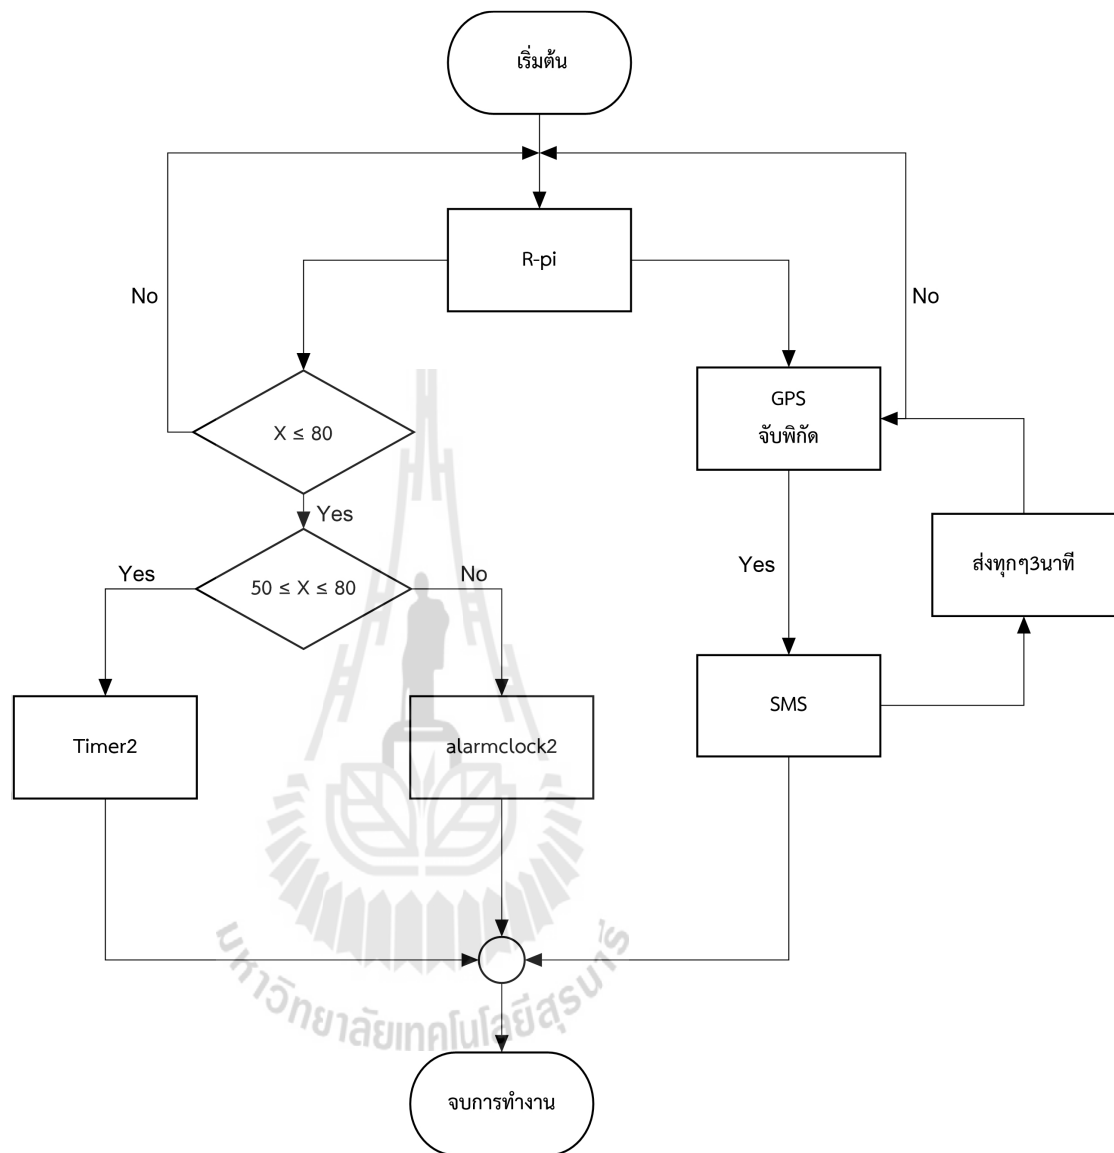 เริ่มต้น
R-pi
No
No
X ≤ 80
GPS
จับพิกัด
Yes
50 ≤ X ≤ 80
Yes
No
Yes
ส่งทุกๆ3นาที
Timer2
alarmclock2
SMS
มหาวิทยาลัยเทคโนโลยีสุรนารี
จบการทำงาน